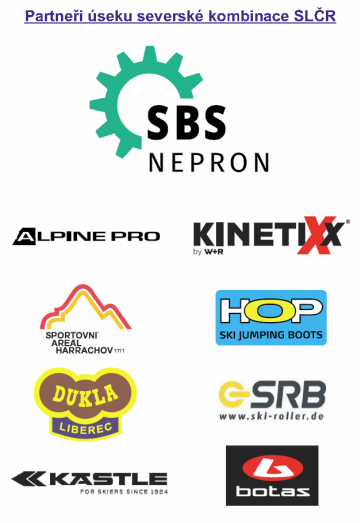 Partneři úseku severské kombinace SLČR
SBS
NEPRON
ALPINE PRO
KINETIXX®
by W+R
SPORTOVNÍ
AREÁL
HARRACHOV
HOP
SKI JUMPING BOOTS
DUKLA
LIBEREC
SRB
www.ski-roller.de
KÄSTLE
FOR SKIERS SINCE 1924
botas